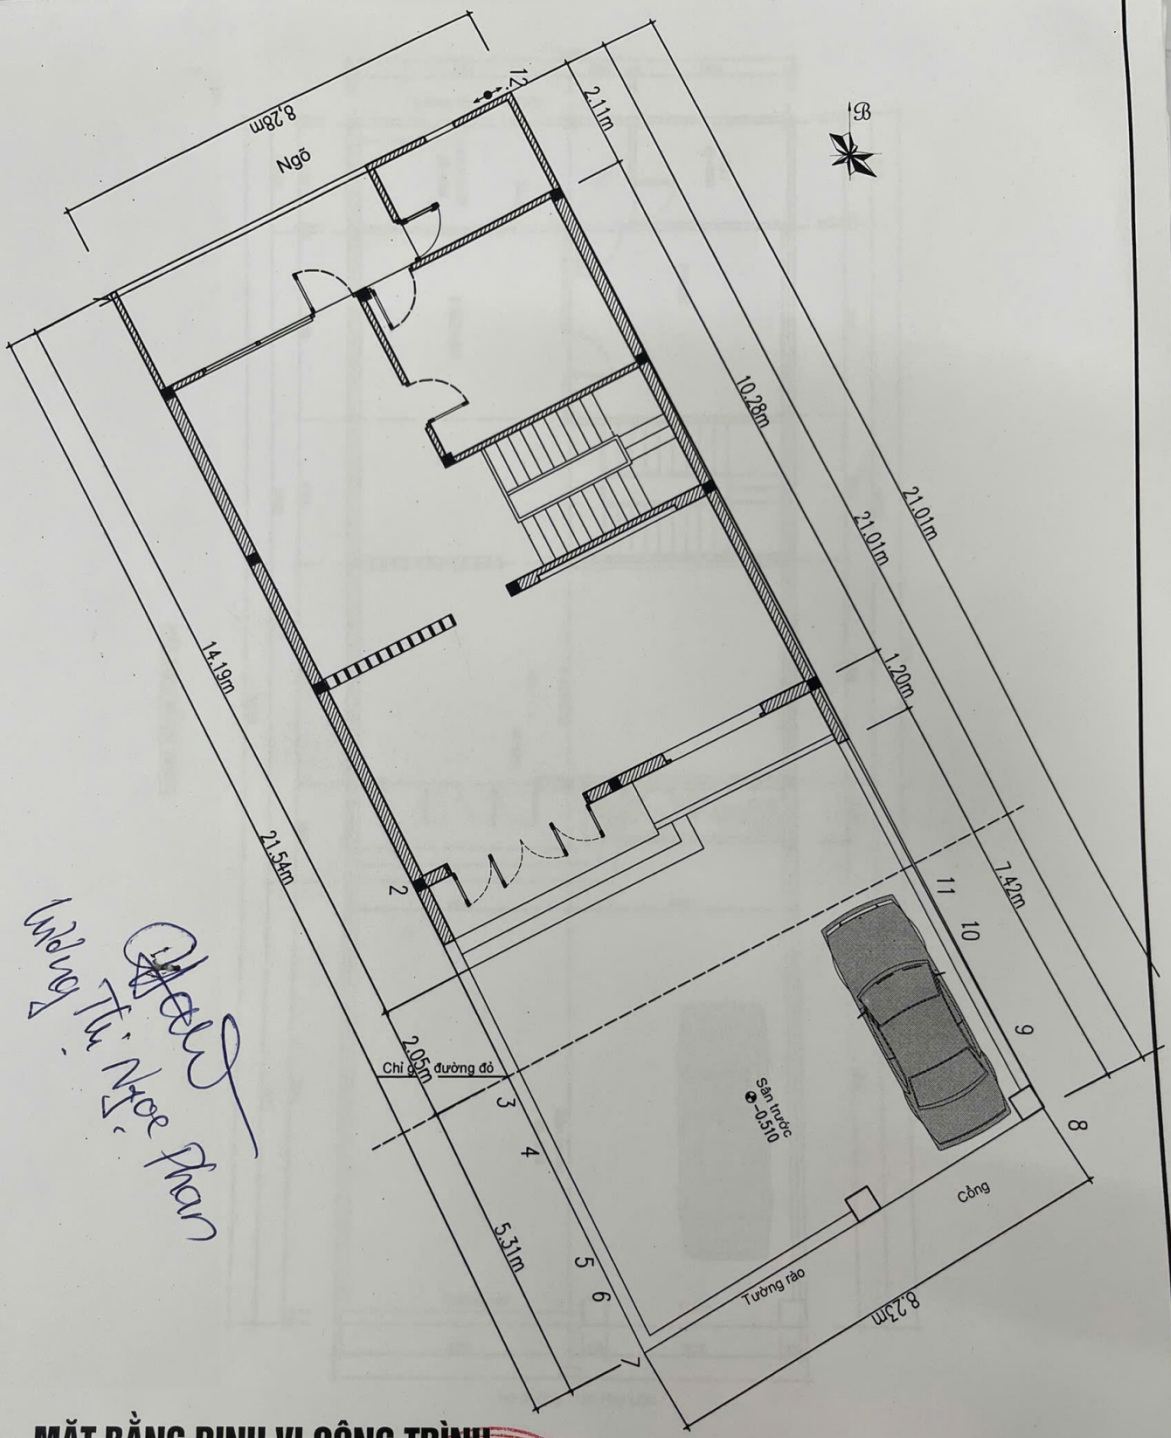 12
8,28m
Ngõ
2.11m
B
10.28m
21.01m
21.01m
1.20m
14.19m
21.54m
2
11
10
7.42m
9
8
2.05m
Chỉ giới đường đỏ
3
4
5
6
7
5.31m
Sân trước
-0.510
Cổng
Tường rào
8.23m
Thị Ngọc Phan
MẶT BẰNG ĐỊNH VỊ CÔNG TRÌNH